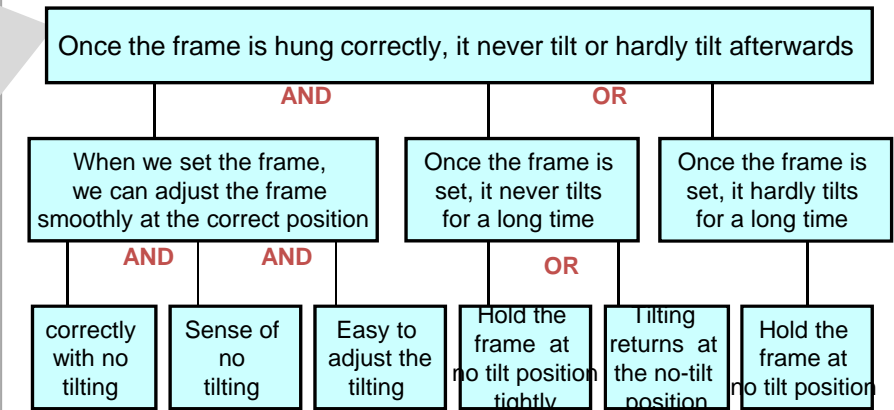 Once the frame is hung correctly, it never tilt or hardly tilt afterwards
AND
OR
When we set the frame,
we can adjust the frame
smoothly at the correct position
Once the frame is
set, it never tilts
for a long time
Once the frame is
set, it hardly tilts
for a long time
AND
AND
OR
correctly
with no
tilting
Sense of
no
tilting
Easy to
adjust the
tilting
Hold the
frame at
no tilt position
tightly
Tilting
returns at
the no-tilt
position
Hold the
frame at
no tilt position